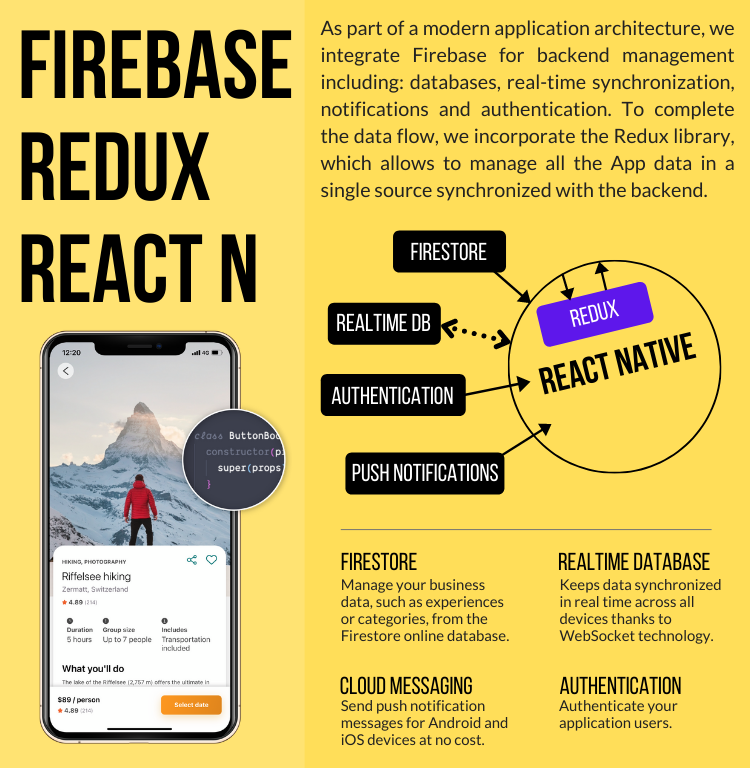 FIREBASE
REDUX
REACT N
12:20
4G
HIKING, PHOTOGRAPHY
Riffelsee hiking
Zermatt, Switzerland
4.89 (214)
Duration
5 hours
Group size
Up to 7 people
Includes
Transportation
included
What you'll do
The lake of the Riffelsee (2,757 m) offers the ultimate in
$89 / person
4.89 (214)
Select date
class ButtonBoo
constructor(p
super(props
}
As part of a modern application architecture, we
integrate Firebase for backend management
including: databases, real-time synchronization,
notifications and authentication. To complete
the data flow, we incorporate the Redux library,
which allows to manage all the App data in a
single source synchronized with the backend.
FIRESTORE
REALTIME DB
AUTHENTICATION
PUSH NOTIFICATIONS
REDUX
REACT NATIVE
FIRESTORE
Manage your business
data, such as experiences
or categories, from the
Firestore online database.
REALTIME DATABASE
Keeps data synchronized
in real time across all
devices thanks to
WebSocket technology.
CLOUD MESSAGING
Send push notification
messages for Android and
iOS devices at no cost.
AUTHENTICATION
Authenticate your
application users.